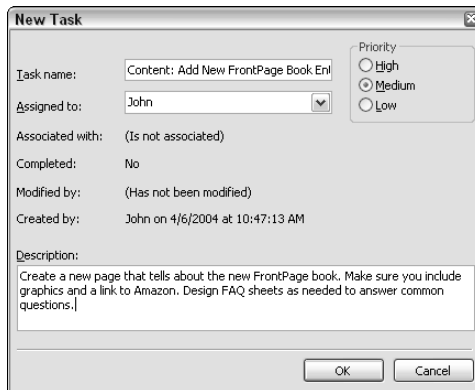 New Task
Task name: Content: Add New FrontPage Book Ent
Priority
High
Medium
Low
Assigned to: John
Associated with: (Is not associated)
Completed: No
Modified by: (Has not been modified)
Created by: John on 4/6/2004 at 10:47:13 AM
Description:
Create a new page that tells about the new FrontPage book. Make sure you include
graphics and a link to Amazon. Design FAQ sheets as needed to answer common
questions.
OK Cancel